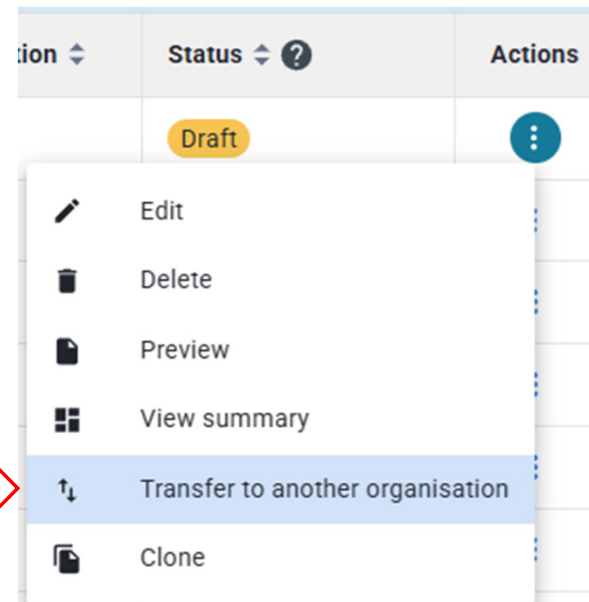 tion Status ? Actions
Draft
Edit
Delete
Preview
View summary
Transfer to another organisation
Clone